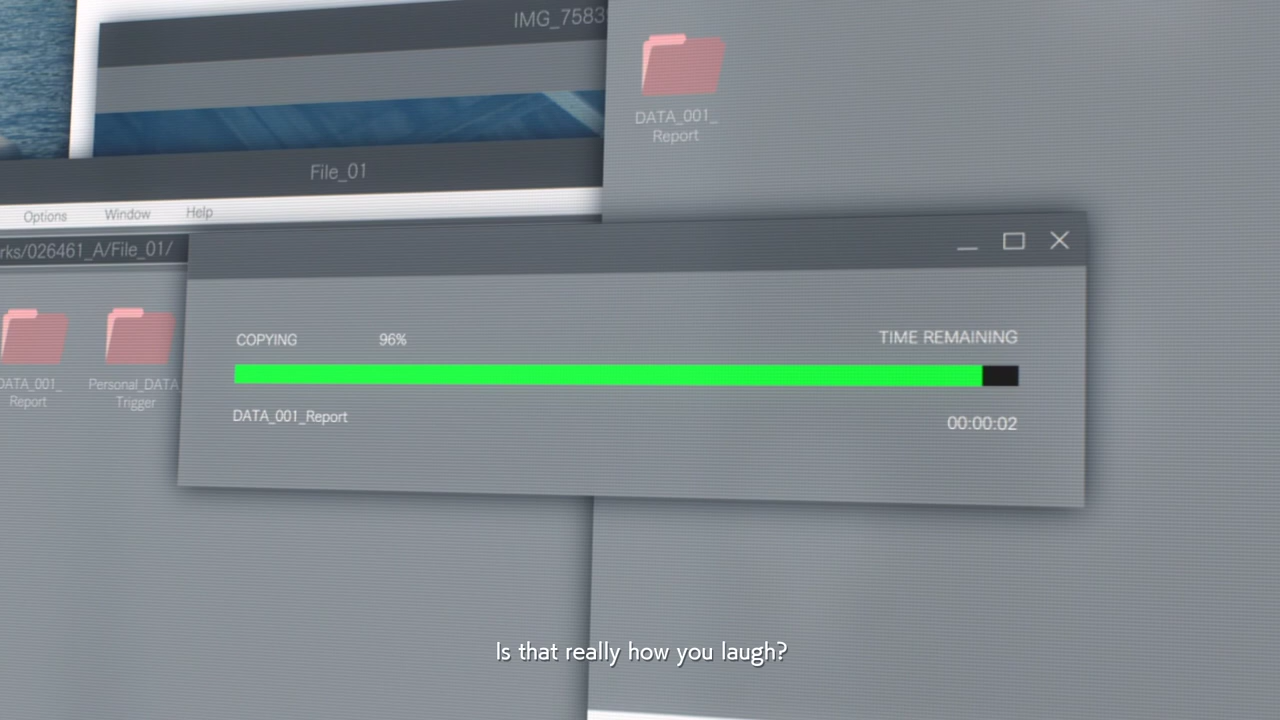 IMG_7583
DATA_001_
Report
File_01
Options Window Help
rks/026461_A/File_01/
DATA_001_
Report
Personal_DATA
Trigger
COPYING 96% TIME REMAINING
DATA_001_Report 00:00:02
Is that really how you laugh?